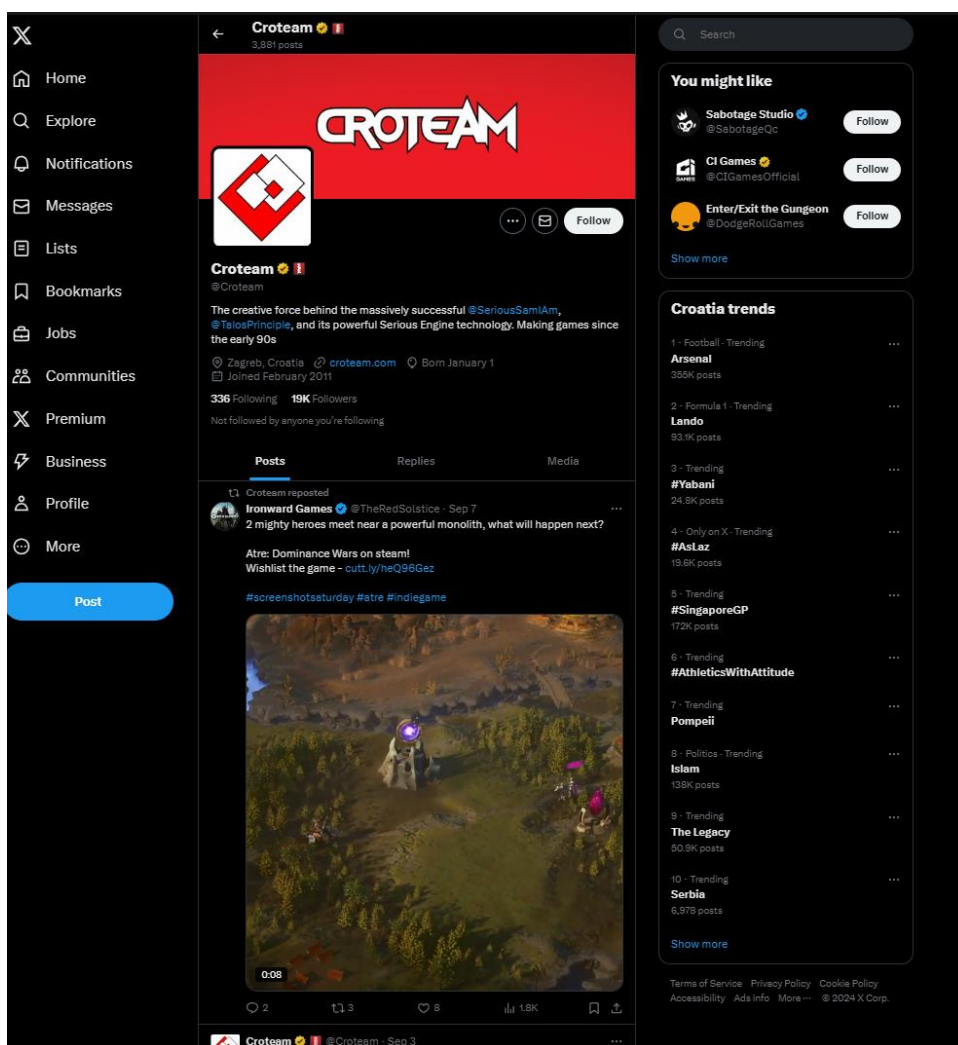 Home
Explore
Notifications
Messages
Lists
Bookmarks
Jobs
Communities
Premium
Business
Profile
More
Post
Croteam
3,881 posts
CROTEAM
Follow
Croteam
@Croteam
The creative force behind the massively successful @SeriousSamIAm,
@TalosPrinciple, and its powerful Serious Engine technology. Making games since
the early 90s
Zagreb, Croatia croteam.com Born January 1
Joined February 2011
336 Following 19K Followers
Not followed by anyone you're following
Posts Replies Media
Croteam reposted
Ironward Games @TheRedSolstice · Sep 7
2 mighty heroes meet near a powerful monolith, what will happen next?
Atre: Dominance Wars on steam!
Wishlist the game - cutt.ly/heQ96Gez
#screenshotsaturday #atre #indiegame
0:08
2 3 8 1.8K
Croteam @Croteam · Sep 3
Search
You might like
Sabotage Studio
@SabotageQc
Follow
CI GAMES
CI Games
@CIGamesOfficial
Follow
Enter/Exit the Gungeon
@DodgeRollGames
Follow
Show more
Croatia trends
1 · Football · Trending
Arsenal
355K posts
2 · Formula 1 · Trending
Lando
93.1K posts
3 · Trending
#Yabani
24.9K posts
4 · Only on X · Trending
#AsLaz
19.6K posts
5 · Trending
#SingaporeGP
172K posts
6 · Trending
#AthleticsWithAttitude
7 · Trending
Pompeii
8 · Politics · Trending
Islam
138K posts
9 · Trending
The Legacy
50.9K posts
10 · Trending
Serbia
6,978 posts
Show more
Terms of Service Privacy Policy Cookie Policy
Accessibility Ads info More ··· © 2024 X Corp.